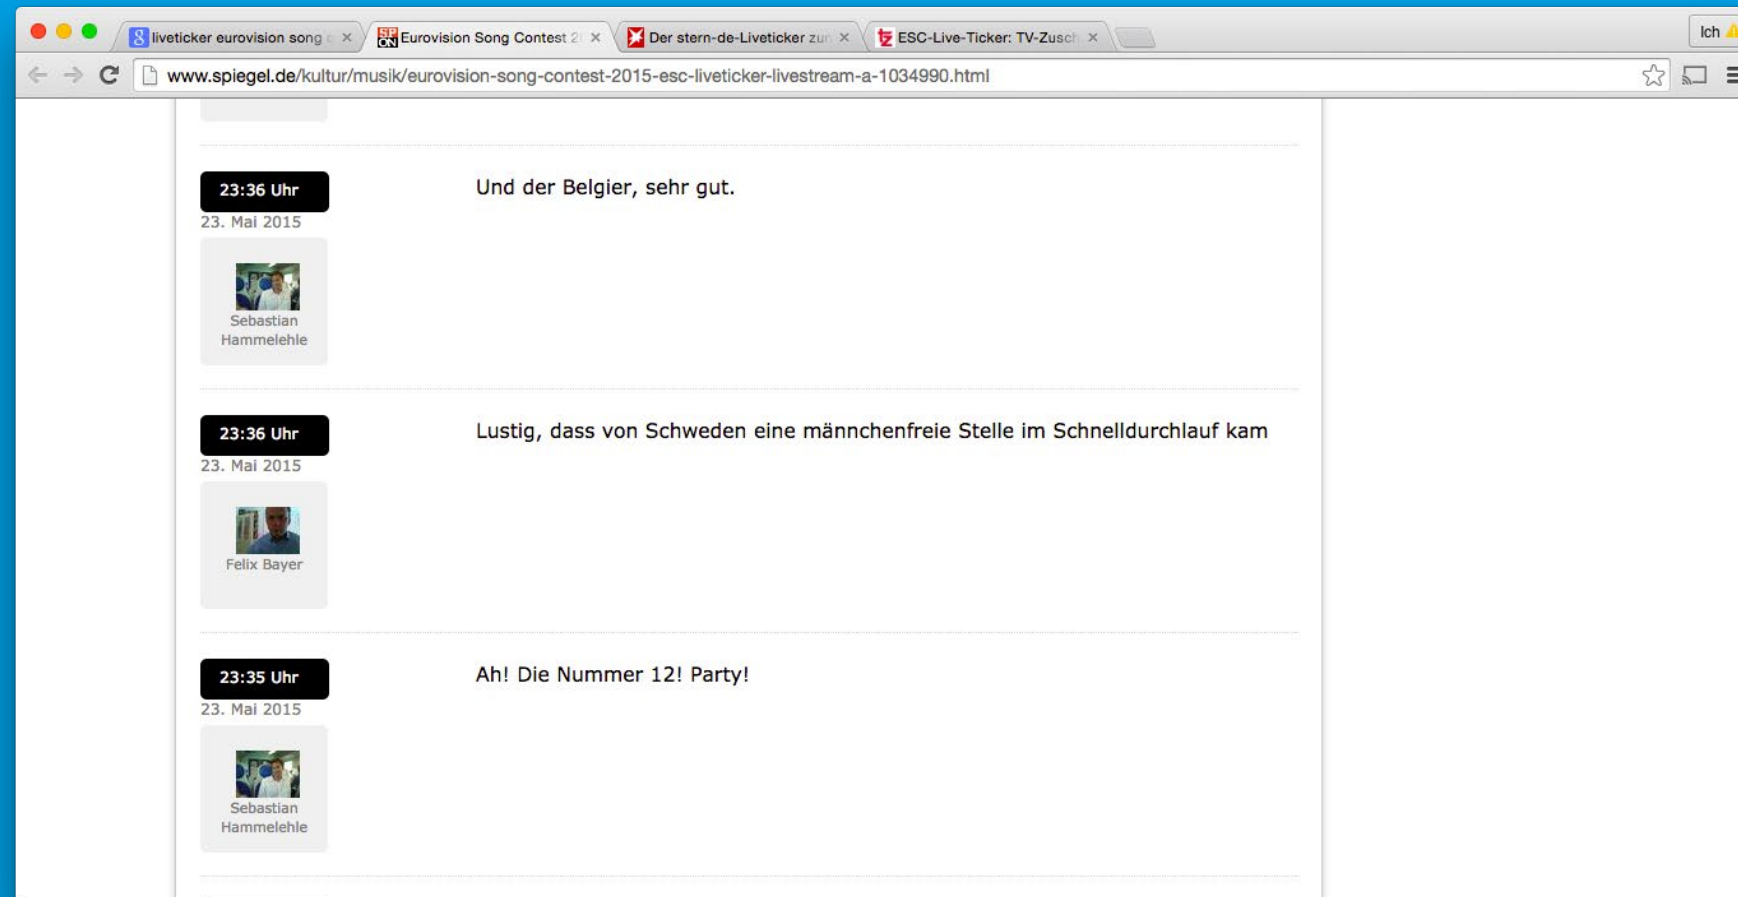 liveticker eurovision song
Eurovision Song Contest 2
Der stern-de-Liveticker zur
ESC-Live-Ticker: TV-Zusch
Ich
www.spiegel.de/kultur/musik/eurovision-song-contest-2015-esc-liveticker-livestream-a-1034990.html
23:36 Uhr
23. Mai 2015
Und der Belgier, sehr gut.
Sebastian
Hammelehle
23:36 Uhr
23. Mai 2015
Lustig, dass von Schweden eine männchenfreie Stelle im Schnelldurchlauf kam
Felix Bayer
23:35 Uhr
23. Mai 2015
Ah! Die Nummer 12! Party!
Sebastian
Hammelehle